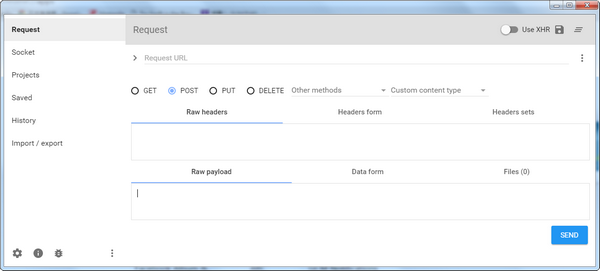 Request
Socket
Projects
Saved
History
Import / export
Request
Use XHR
Request URL
GET POST PUT DELETE Other methods Custom content type
Raw headers Headers form Headers sets
Raw payload Data form Files (0)
SEND